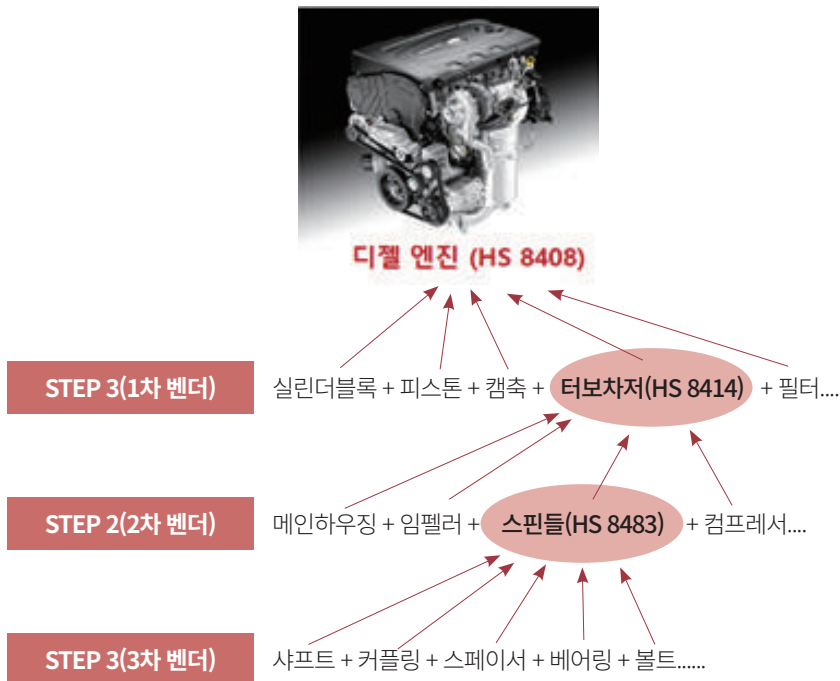 디젤 엔진 (HS 8408)
STEP 3(1차 벤더) 실린더블록 + 피스톤 + 캠축 + 터보차저(HS 8414) + 필터....
STEP 2(2차 벤더) 메인하우징 + 임펠러 + 스핀들(HS 8483) + 컴프레서....
STEP 3(3차 벤더) 샤프트 + 커플링 + 스페이서 + 베어링 + 볼트......